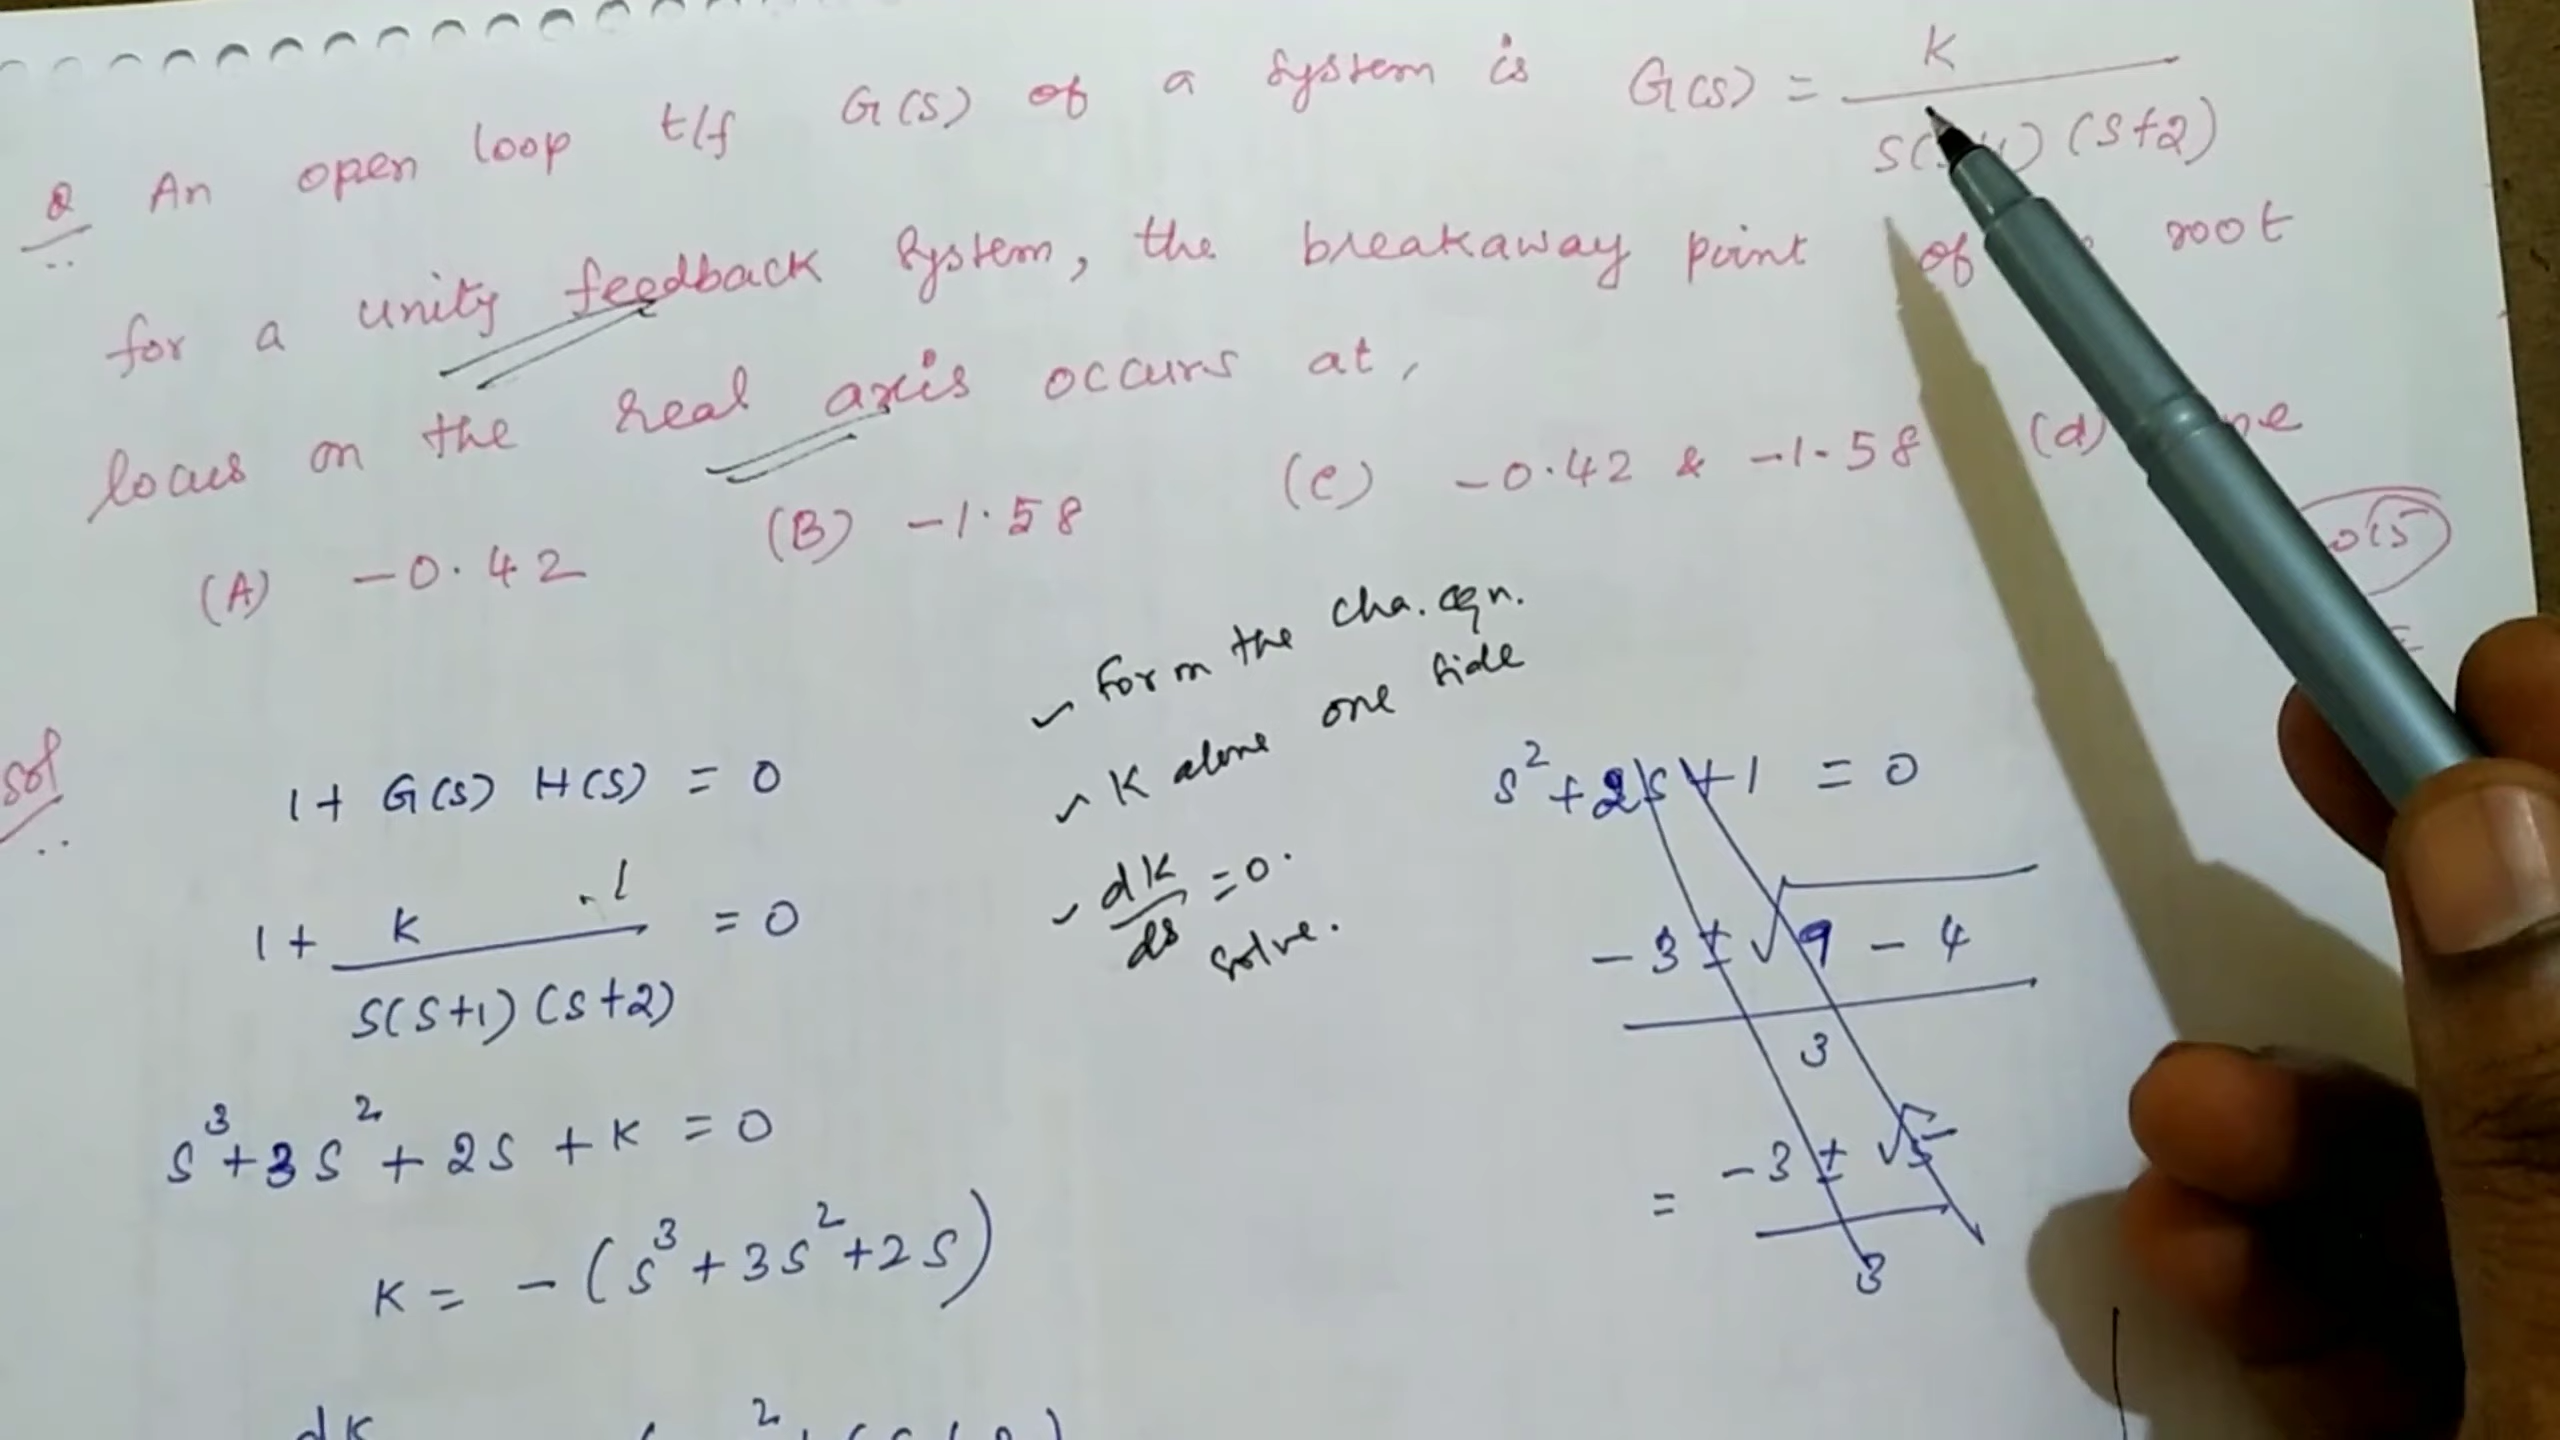 Q An open loop t/f G(S) of a system is G(S) = K / S( ) (S+2)
for a unity feedback system, the breakaway point of root
locus on the real axis occurs at,
(A) -0.42 (B) -1.58 (C) -0.42 & -1.58 (d)
Sol
✓ Form the cha. eqn.
✓ K alone one side
✓ dK/ds = 0.
solve.
1 + G(S) H(S) = 0
1 + K .1 / S(S+1) (S+2) = 0
S³+3S²+2S+K = 0
K = -(S³+3S²+2S)
dK
S²+2S+1 = 0
-3 ± √9 - 4 / 3
= -3 ± √5 / 3